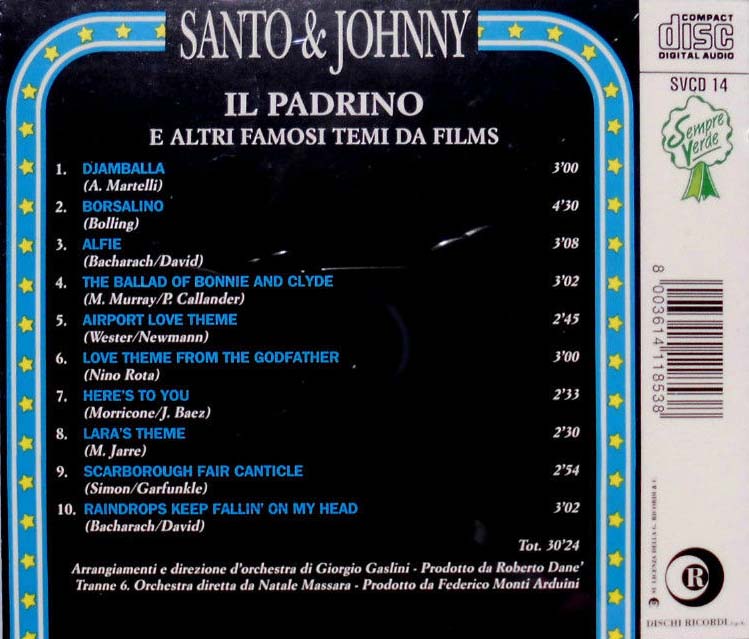 SANTO & JOHNNY
IL PADRINO
E ALTRI FAMOSI TEMI DA FILMS
1. DJAMBALLA 3'00
(A. Martelli)
2. BORSALINO 4'30
(Bolling)
3. ALFIE 3'08
(Bacharach/David)
4. THE BALLAD OF BONNIE AND CLYDE 3'02
(M. Murray/P. Callander)
5. AIRPORT LOVE THEME 2'45
(Wester/Newmann)
6. LOVE THEME FROM THE GODFATHER 3'00
(Nino Rota)
7. HERE'S TO YOU 2'33
(Morricone/J. Baez)
8. LARA'S THEME 2'30
(M. Jarre)
9. SCARBOROUGH FAIR CANTICLE 2'54
(Simon/Garfunkle)
10. RAINDROPS KEEP FALLIN' ON MY HEAD 3'02
(Bacharach/David)
Tot. 30'24
Arrangiamenti e direzione d'orchestra di Giorgio Gaslini - Prodotto da Roberto Dane'
Tranne 6. Orchestra diretta da Natale Massara - Prodotto da Federico Monti Arduini
COMPACT
disc
DIGITAL AUDIO
SVCD 14
Sempre
Verde
8 003614 118538
SU LICENZA DELLA G. RICORDI & C.
R
DISCHI RICORDI s.p.a.